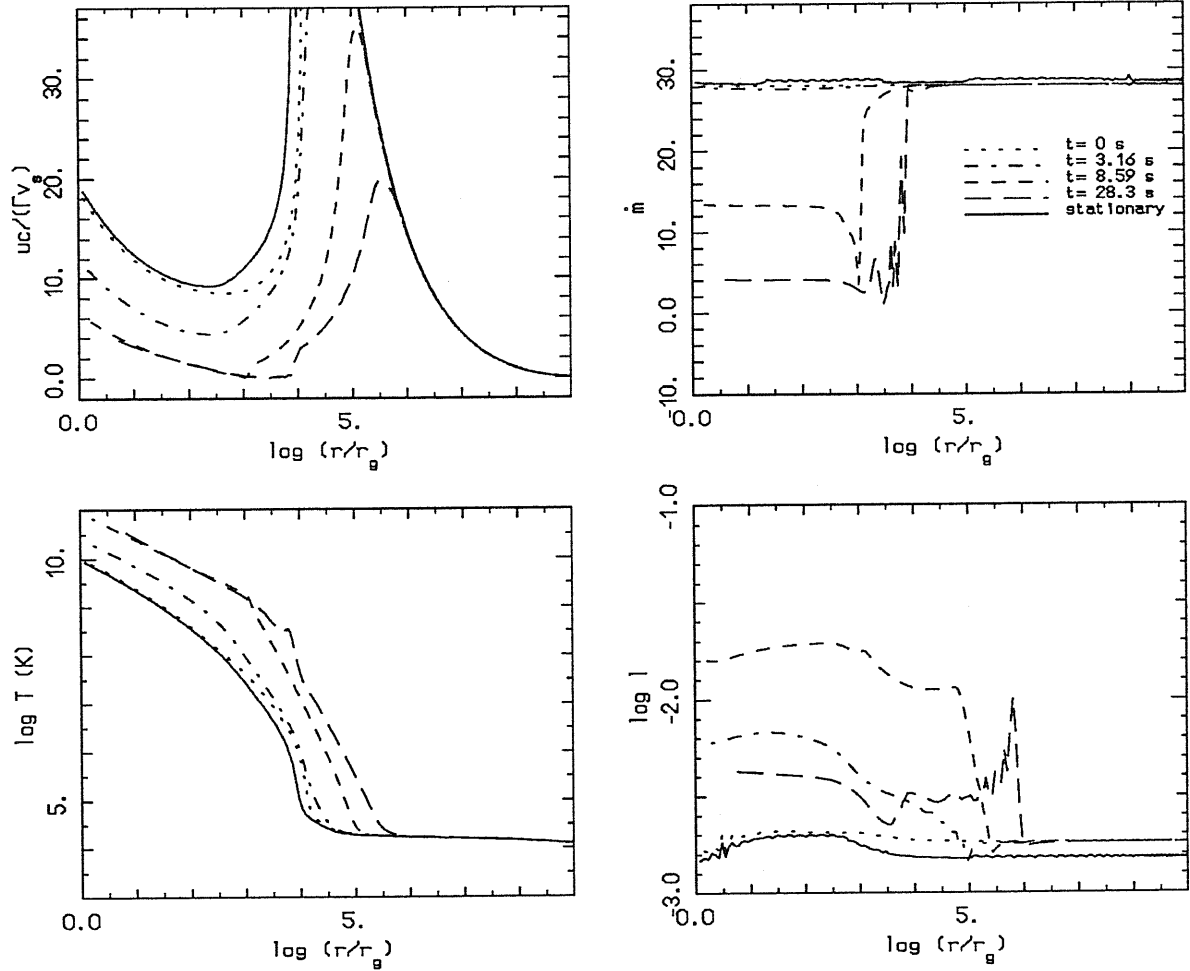 30.
20.
10.
0.0
uc/(Γv_s)
0.0
5.
log (r/r_g)
30.
20.
10.
0.0
-10.
ṁ
0.0
5.
log (r/r_g)
t= 0 s
t= 3.16 s
t= 8.59 s
t= 28.3 s
stationary
10.
5.
log T (K)
0.0
5.
log (r/r_g)
-1.0
-2.0
-3.0
log l
0.0
5.
log (r/r_g)